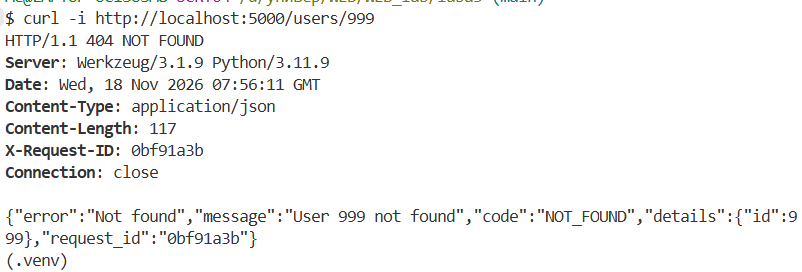 $ curl -i http://localhost:5000/users/999
HTTP/1.1 404 NOT FOUND
Server: Werkzeug/3.1.9 Python/3.11.9
Date: Wed, 18 Nov 2026 07:56:11 GMT
Content-Type: application/json
Content-Length: 117
X-Request-ID: 0bf91a3b
Connection: close
{"error":"Not found","message":"User 999 not found","code":"NOT_FOUND","details":{"id":9
99},"request_id":"0bf91a3b"}
(.venv)